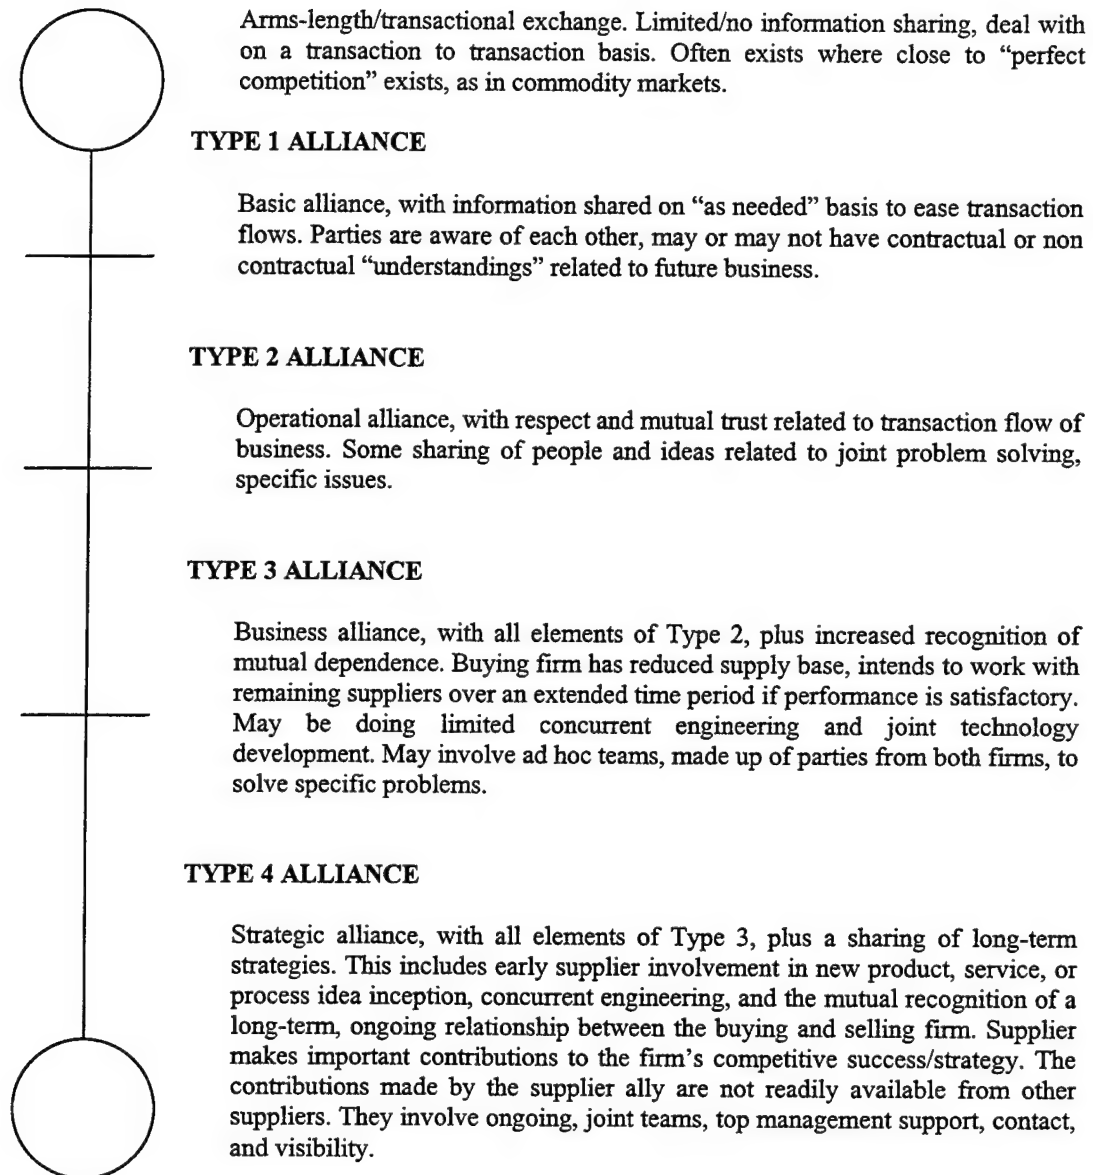 Arms-length/transactional exchange. Limited/no information sharing, deal with
on a transaction to transaction basis. Often exists where close to “perfect
competition” exists, as in commodity markets.
TYPE 1 ALLIANCE
Basic alliance, with information shared on “as needed” basis to ease transaction
flows. Parties are aware of each other, may or may not have contractual or non
contractual “understandings” related to future business.
TYPE 2 ALLIANCE
Operational alliance, with respect and mutual trust related to transaction flow of
business. Some sharing of people and ideas related to joint problem solving,
specific issues.
TYPE 3 ALLIANCE
Business alliance, with all elements of Type 2, plus increased recognition of
mutual dependence. Buying firm has reduced supply base, intends to work with
remaining suppliers over an extended time period if performance is satisfactory.
May be doing limited concurrent engineering and joint technology
development. May involve ad hoc teams, made up of parties from both firms, to
solve specific problems.
TYPE 4 ALLIANCE
Strategic alliance, with all elements of Type 3, plus a sharing of long-term
strategies. This includes early supplier involvement in new product, service, or
process idea inception, concurrent engineering, and the mutual recognition of a
long-term, ongoing relationship between the buying and selling firm. Supplier
makes important contributions to the firm’s competitive success/strategy. The
contributions made by the supplier ally are not readily available from other
suppliers. They involve ongoing, joint teams, top management support, contact,
and visibility.